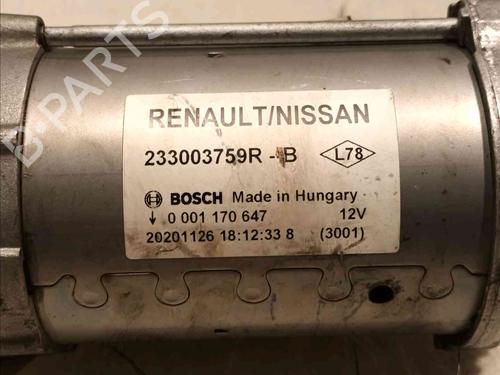 RENAULT/NISSAN
233003759R - B L78
BOSCH Made in Hungary
↓ 0 001 170 647 12V
20201126 18:12:33 8 (3001)
B-PARTS